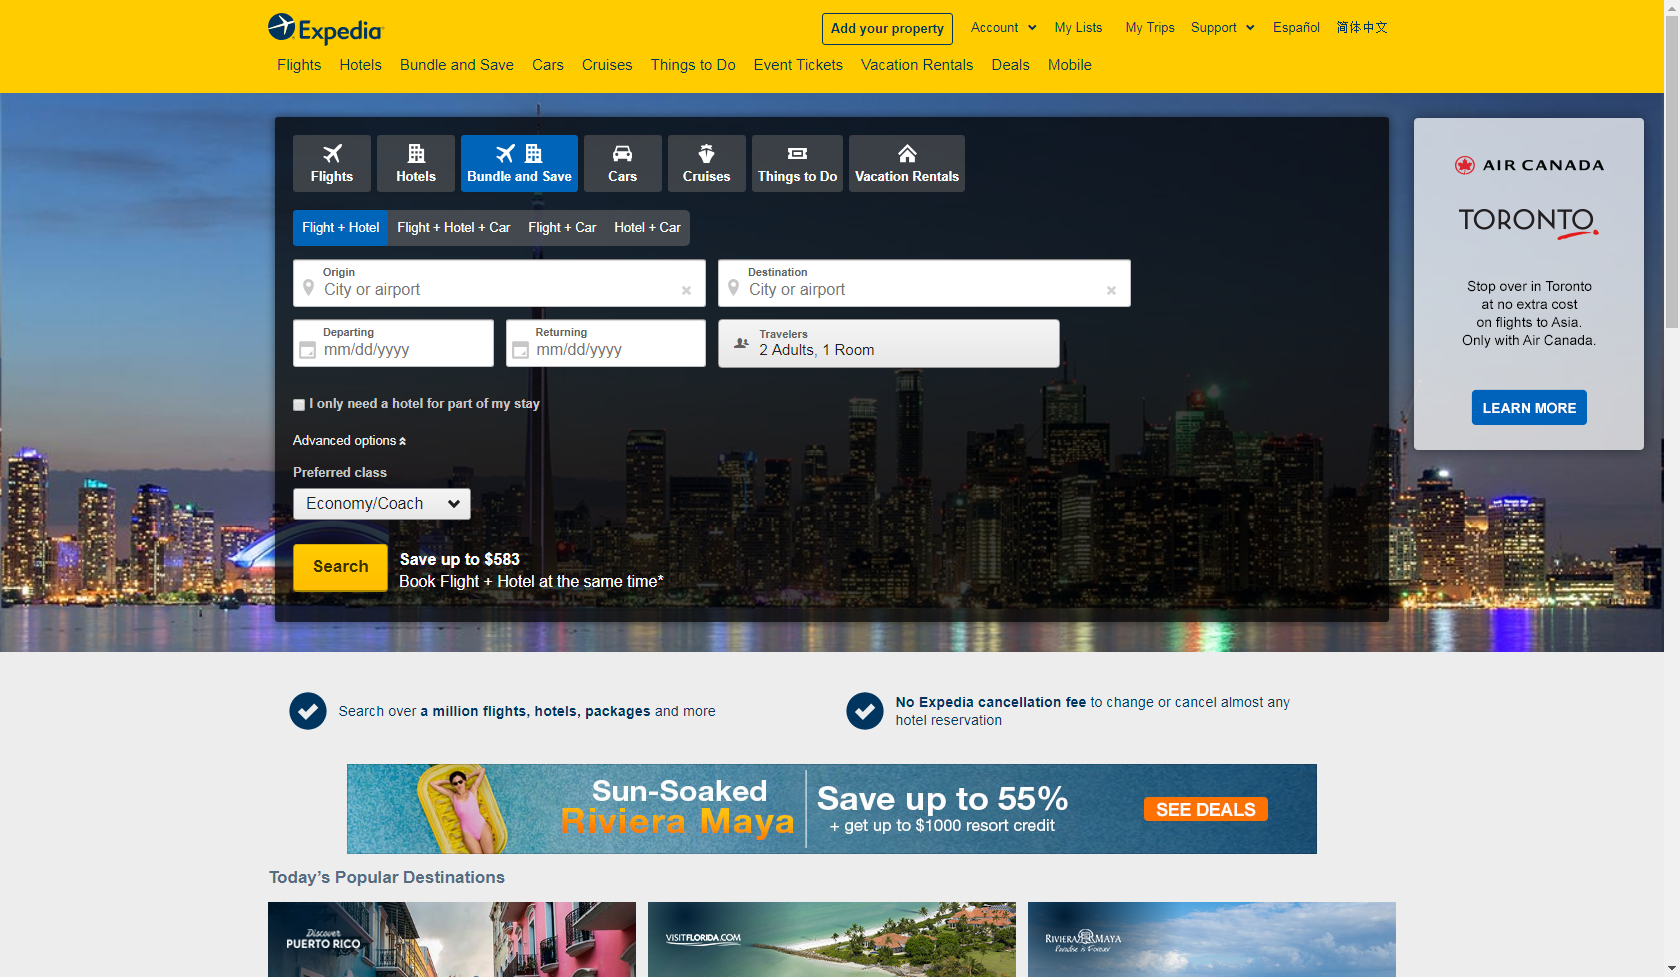 Expedia
Add your property
Account
My Lists
My Trips
Support
Español
简体中文
Flights
Hotels
Bundle and Save
Cars
Cruises
Things to Do
Event Tickets
Vacation Rentals
Deals
Mobile
Flights
Hotels
Bundle and Save
Cars
Cruises
Things to Do
Vacation Rentals
Flight + Hotel
Flight + Hotel + Car
Flight + Car
Hotel + Car
Origin
City or airport
Destination
City or airport
Departing
mm/dd/yyyy
Returning
mm/dd/yyyy
Travelers
2 Adults, 1 Room
I only need a hotel for part of my stay
Advanced options
Preferred class
Economy/Coach
Search
Save up to $583
Book Flight + Hotel at the same time*
AIR CANADA
TORONTO
Stop over in Toronto
at no extra cost
on flights to Asia.
Only with Air Canada.
LEARN MORE
Search over a million flights, hotels, packages and more
No Expedia cancellation fee to change or cancel almost any
hotel reservation
Sun-Soaked
Riviera Maya
Save up to 55%
+ get up to $1000 resort credit
SEE DEALS
Today's Popular Destinations
Discover
PUERTO RICO
VISITFLORIDA.COM
RIVIERA MAYA
Paradise is Forever